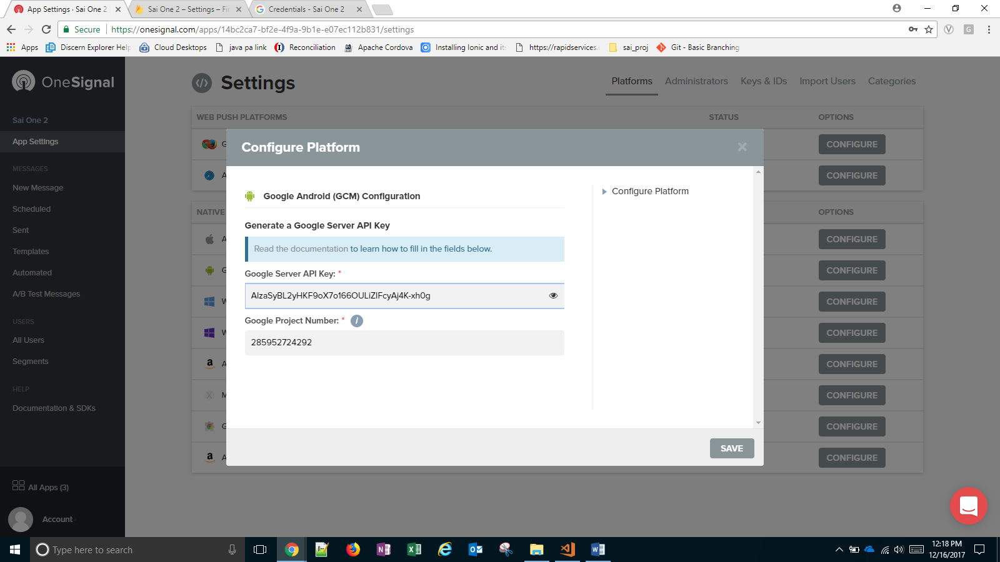 App Settings · Sai One 2
Sai One 2 – Settings – Fir
Credentials - Sai One 2
Secure
https://onesignal.com/apps/14bc2ca7-bf2e-4f9a-9b1e-e07ec112b831/settings
Apps
Discern Explorer Help
Cloud Desktops
java pa link
Reconciliation
Apache Cordova
Installing Ionic and its
https://rapidservices.
sai_proj
Git - Basic Branching
OneSignal
Settings
Platforms
Administrators
Keys & IDs
Import Users
Categories
Sai One 2
App Settings
MESSAGES
New Message
Scheduled
Sent
Templates
Automated
A/B Test Messages
USERS
All Users
Segments
HELP
Documentation & SDKs
All Apps (3)
Account
WEB PUSH PLATFORMS
STATUS
OPTIONS
G
CONFIGURE
A
CONFIGURE
NATIVE
OPTIONS
A
CONFIGURE
G
CONFIGURE
W
CONFIGURE
W
CONFIGURE
A
CONFIGURE
M
CONFIGURE
G
CONFIGURE
A
CONFIGURE
Configure Platform
×
Google Android (GCM) Configuration
Generate a Google Server API Key
Read the documentation to learn how to fill in the fields below.
Google Server API Key: *
AIzaSyBL2yHKF9oX7o166OULiZIFcyAj4K-xh0g
Google Project Number: *
285952724292
Configure Platform
SAVE
Type here to search
12:18 PM
12/16/2017